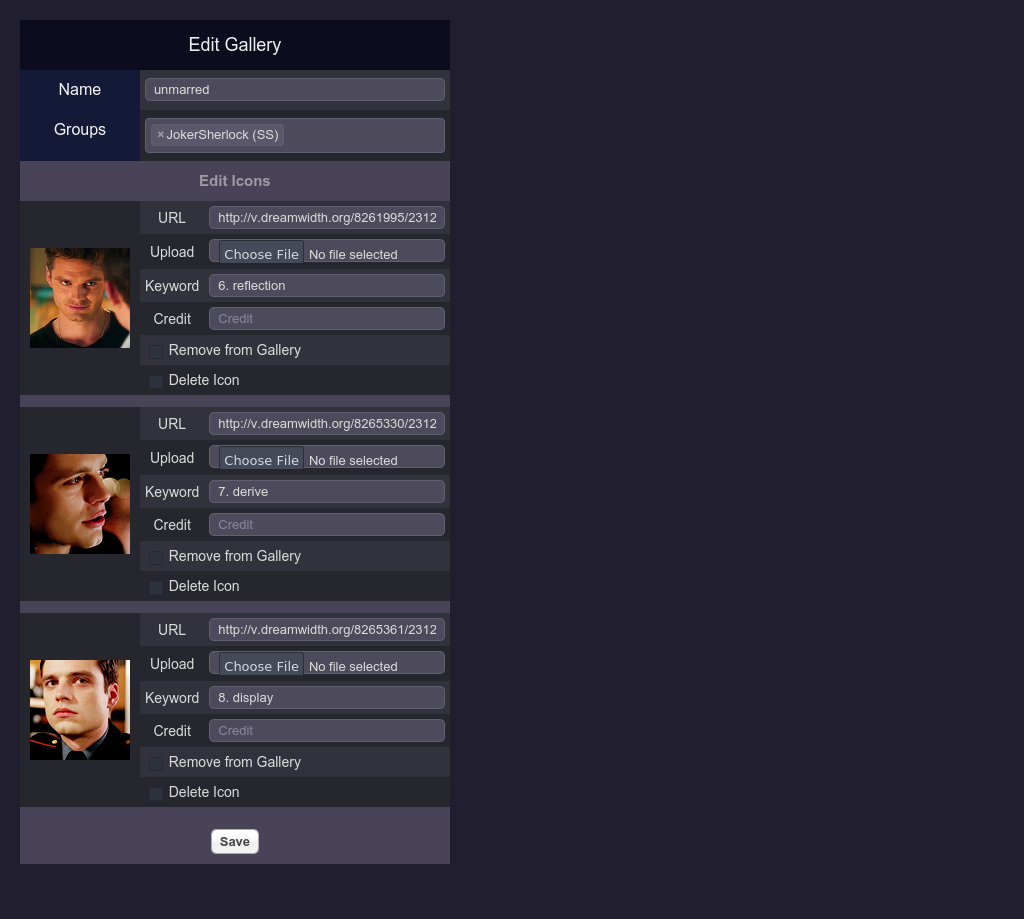 Edit Gallery
Name
unmarred
Groups
×JokerSherlock (SS)
Edit Icons
URL
http://v.dreamwidth.org/8261995/2312
Upload
Choose File No file selected
Keyword
6. reflection
Credit
Credit
Remove from Gallery
Delete Icon
URL
http://v.dreamwidth.org/8265330/2312
Upload
Choose File No file selected
Keyword
7. derive
Credit
Credit
Remove from Gallery
Delete Icon
URL
http://v.dreamwidth.org/8265361/2312
Upload
Choose File No file selected
Keyword
8. display
Credit
Credit
Remove from Gallery
Delete Icon
Save